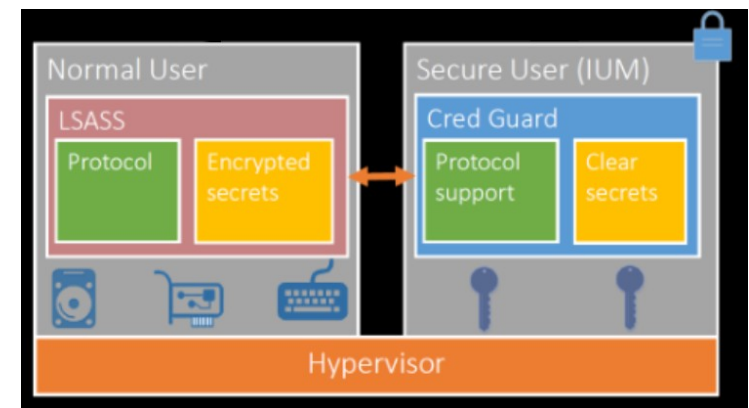 Normal User
LSASS
Protocol
Encrypted
secrets
Secure User (IUM)
Cred Guard
Protocol
support
Clear
secrets
Hypervisor